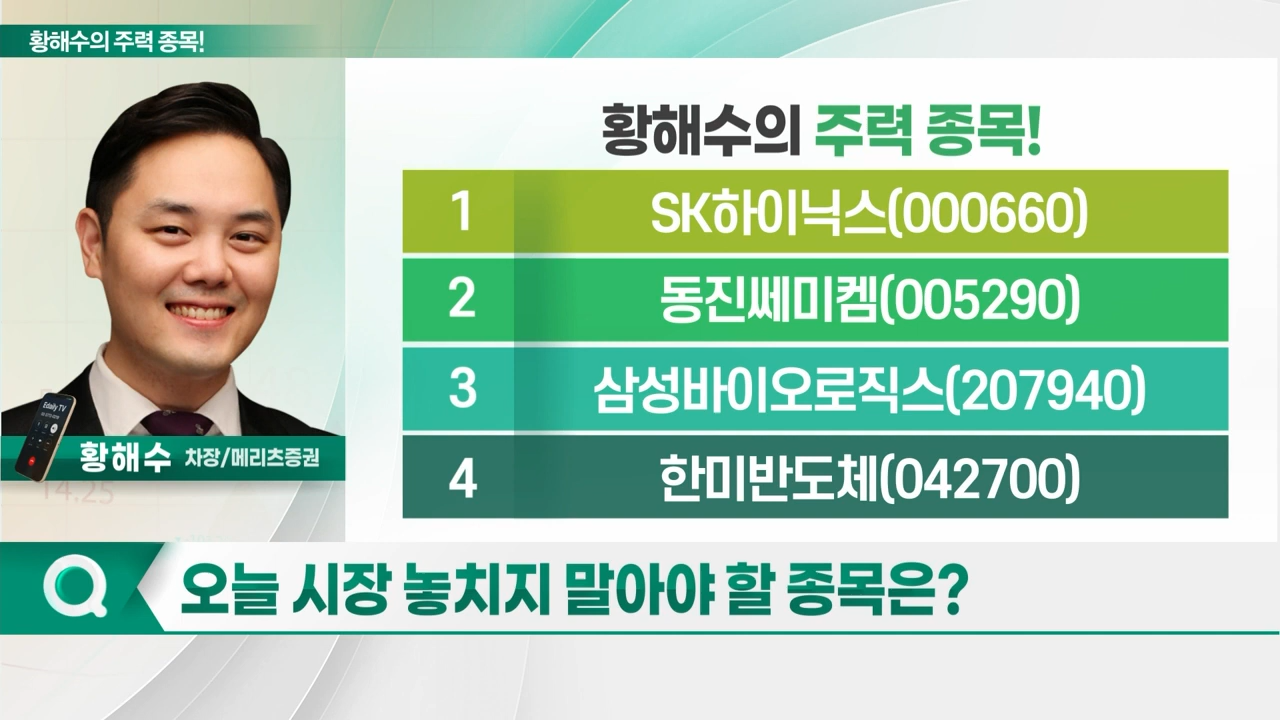 황해수의 주력 종목!
황해수의 주력 종목!
1 SK하이닉스(000660)
2 동진쎄미켐(005290)
3 삼성바이오로직스(207940)
4 한미반도체(042700)
Edaily TV
황해수 차장/메리츠증권
14.25
Q 오늘 시장 놓치지 말아야 할 종목은?